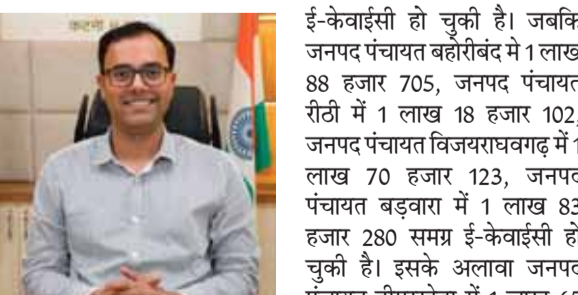 कटनी
ई-केवाईसी हो चुकी है। जबकि
जनपद पंचायत बहोरीबंद मे 1 लाख
88 हजार 705, जनपद पंचायत
रीठी में 1 लाख 18 हजार 102,
जनपद पंचायत विजयराघवगढ़ में 1
लाख 70 हजार 123, जनपद
पंचायत बड़वारा में 1 लाख 83
हजार 280 समग्र ई-केवाईसी हो
चुकी है। इसके अलावा जनपद